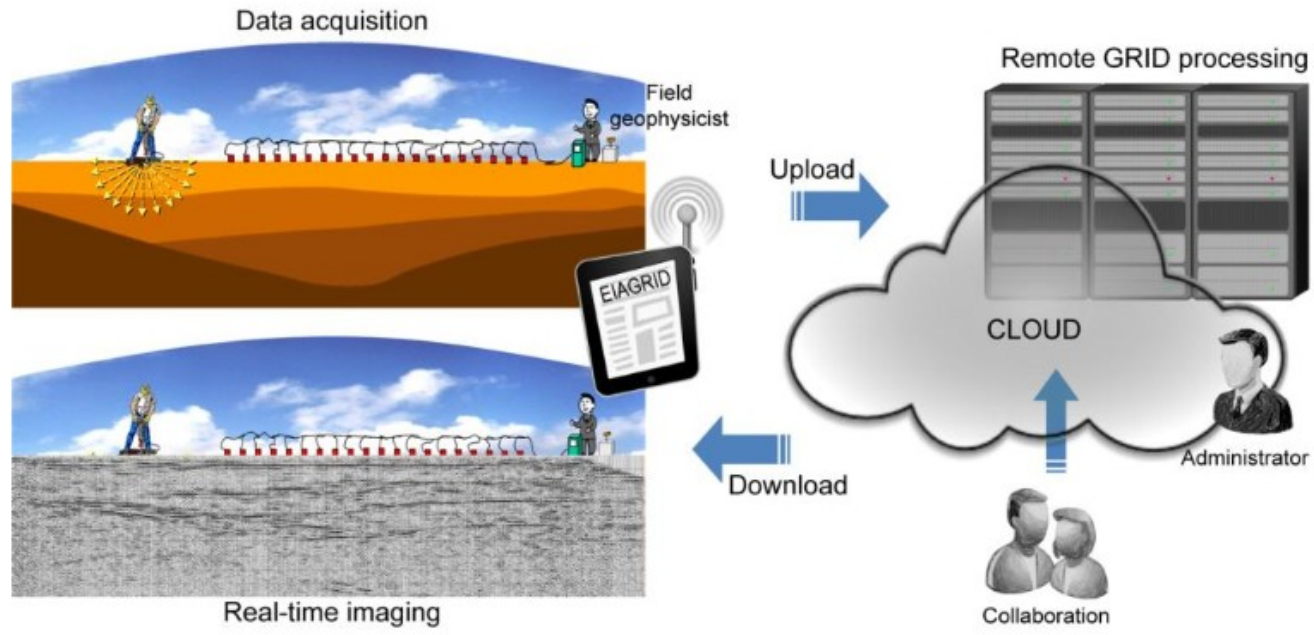 Data acquisition
Remote GRID processing
Field
geophysicist
Upload
EIAGRID
CLOUD
Administrator
Download
Real-time imaging
Collaboration